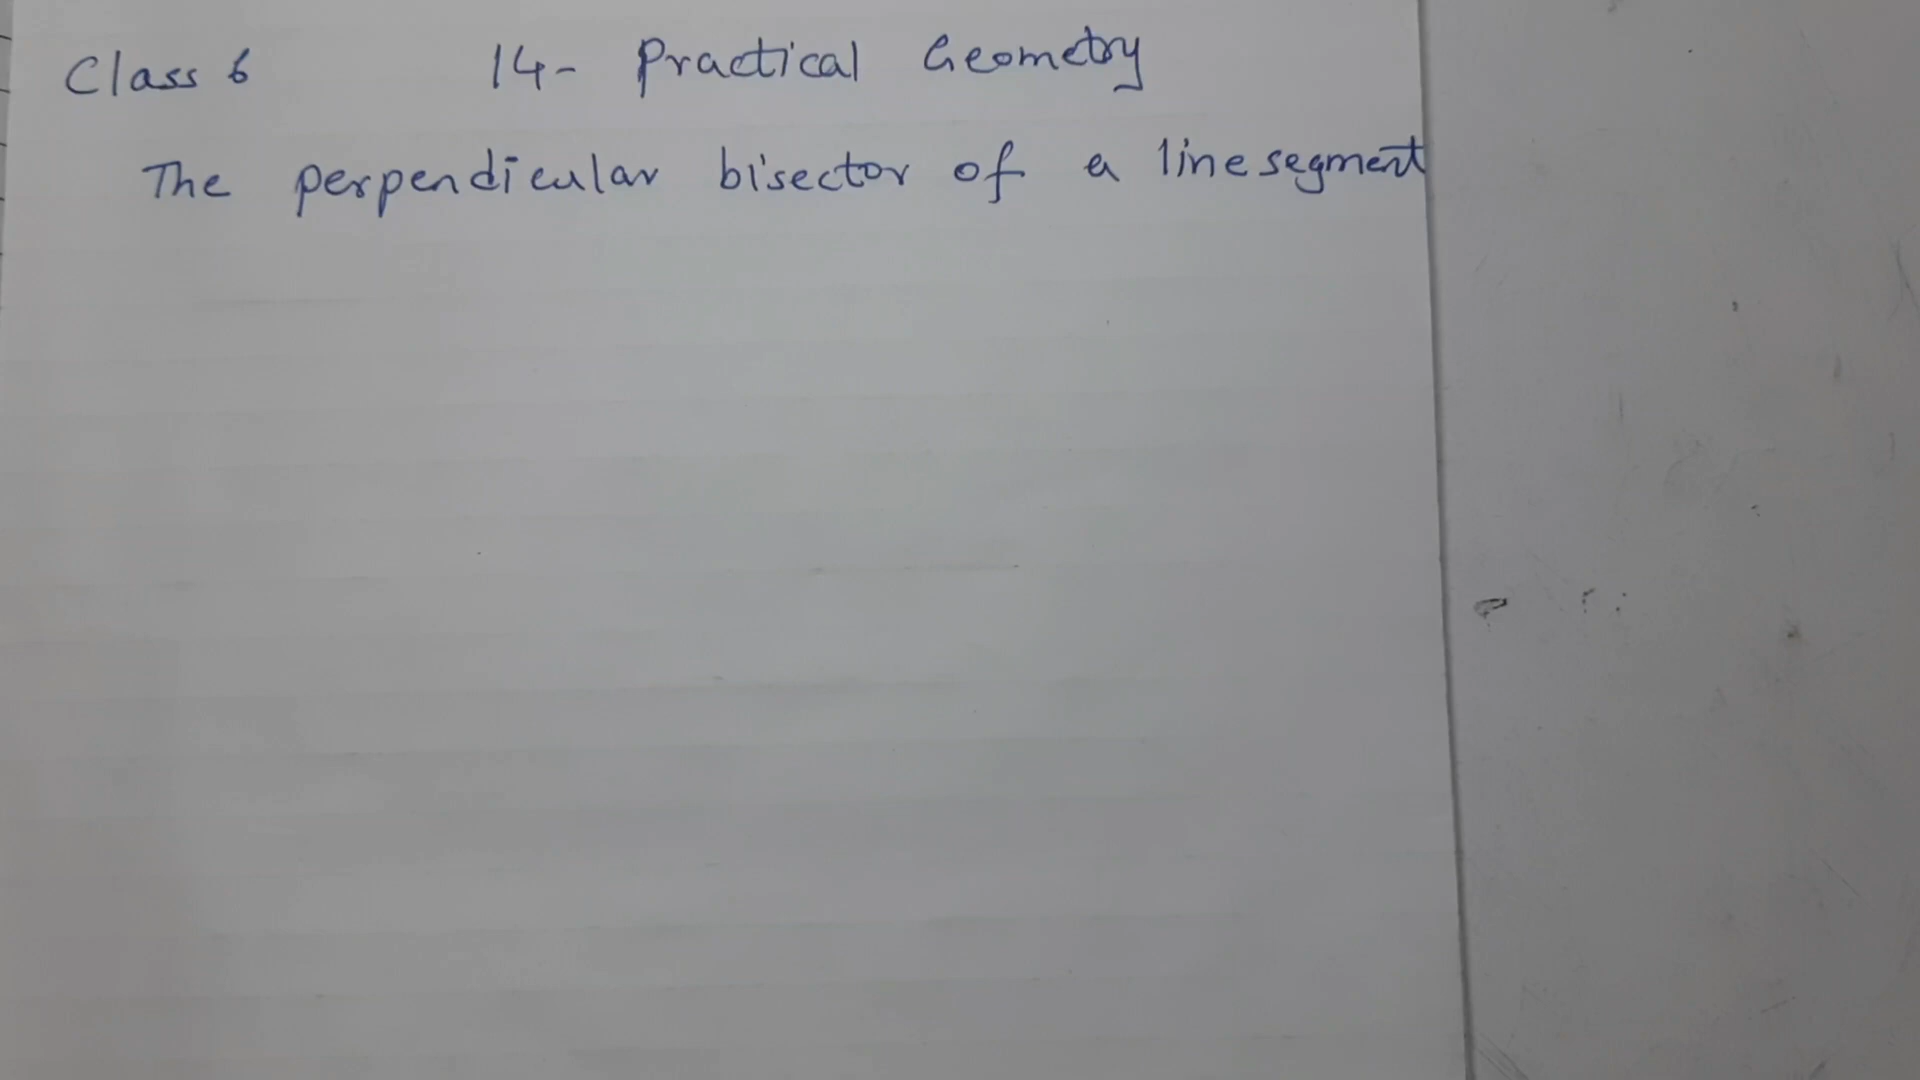 Class 6 14- Practical Geometry
The perpendicular bisector of a line segment